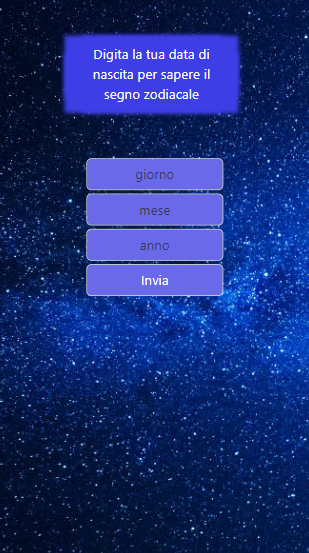 Digita la tua data di
nascita per sapere il
segno zodiacale
giorno
mese
anno
Invia